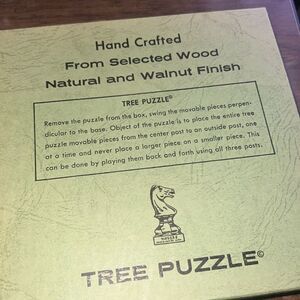 Hand Crafted
From Selected Wood
Natural and Walnut Finish
TREE PUZZLE®
Remove the puzzle from the box, swing the movable pieces perpen-
dicular to the base. Object of the puzzle is to place the entire tree
puzzle movable pieces from the center post to an outside post, one
at a time and never place a larger piece on a smaller piece. This
can be done by playing them back and forth using all three posts.
TREE PUZZLE©